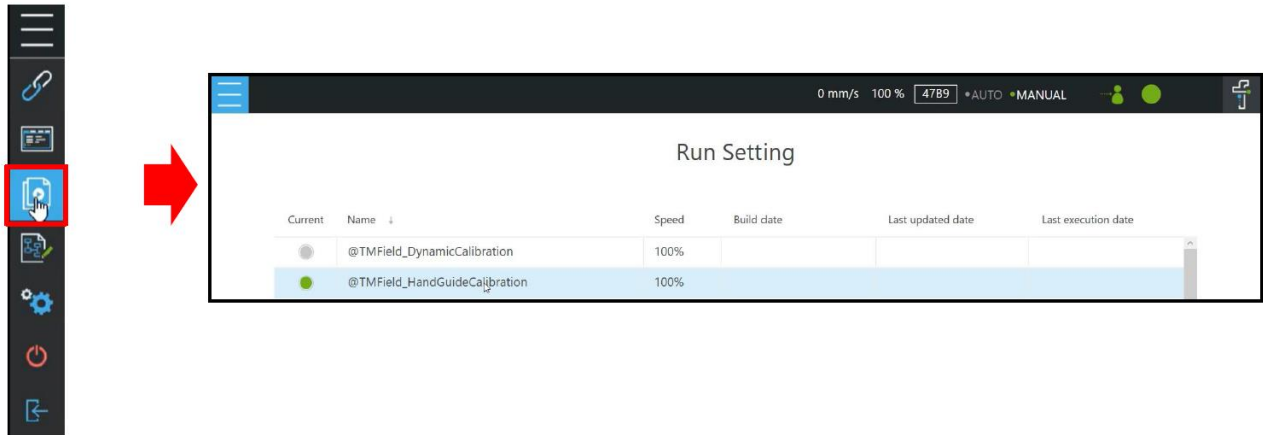 0 mm/s 100 % 47B9 •AUTO •MANUAL
Run Setting
Current Name ↓ Speed Build date Last updated date Last execution date
@TMField_DynamicCalibration 100%
@TMField_HandGuideCalibration 100%